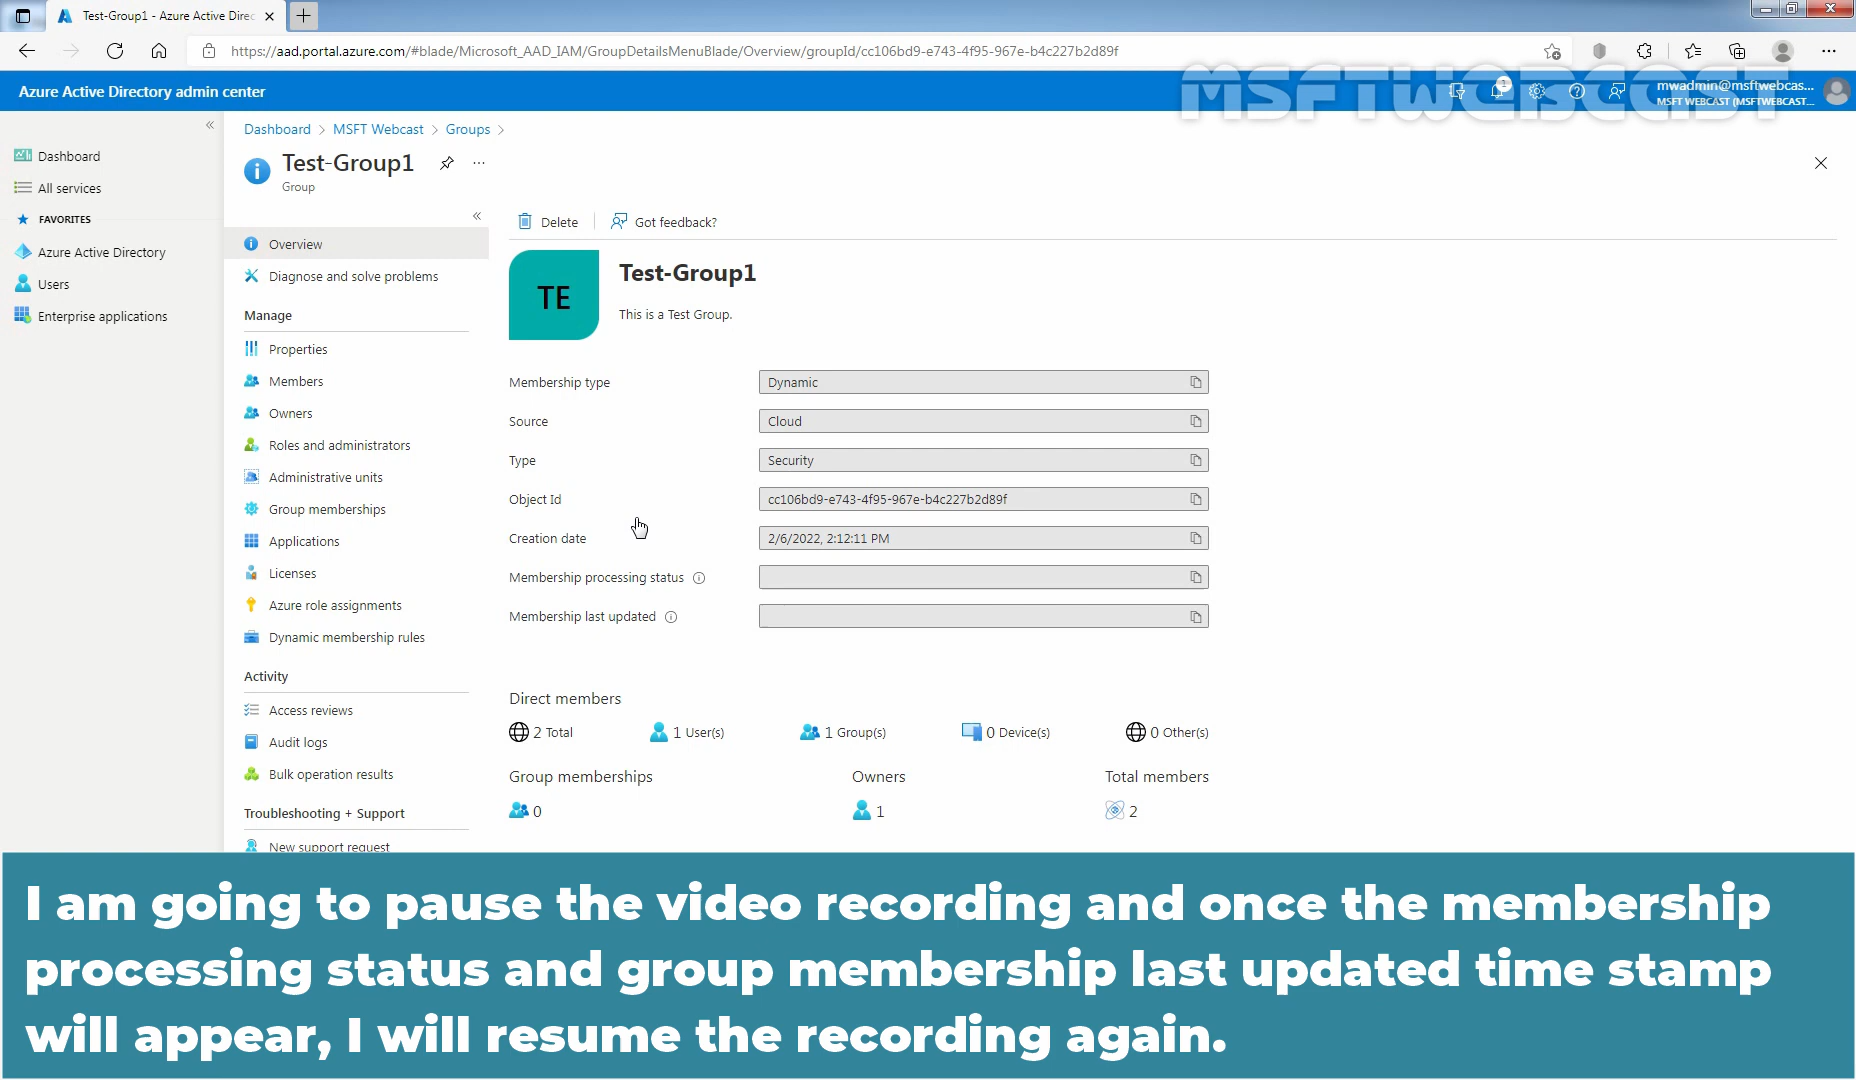 Test-Group1 - Azure Active Direc
https://aad.portal.azure.com/#blade/Microsoft_AAD_IAM/GroupDetailsMenuBlade/Overview/groupId/cc106bd9-e743-4f95-967e-b4c227b2d89f
MSFTWEBCAST
Azure Active Directory admin center
1
mwadmin@msftwebcas...
MSFT WEBCAST (MSFTWEBCAST....
Dashboard > MSFT Webcast > Groups >
Test-Group1
Group
Dashboard
All services
FAVORITES
Azure Active Directory
Users
Enterprise applications
Overview
Diagnose and solve problems
Manage
Properties
Members
Owners
Roles and administrators
Administrative units
Group memberships
Applications
Licenses
Azure role assignments
Dynamic membership rules
Activity
Access reviews
Audit logs
Bulk operation results
Troubleshooting + Support
New support request
Delete
Got feedback?
TE
Test-Group1
This is a Test Group.
Membership type Dynamic
Source Cloud
Type Security
Object Id cc106bd9-e743-4f95-967e-b4c227b2d89f
Creation date 2/6/2022, 2:12:11 PM
Membership processing status
Membership last updated
Direct members
2 Total 1 User(s) 1 Group(s) 0 Device(s) 0 Other(s)
Group memberships Owners Total members
0 1 2
I am going to pause the video recording and once the membership
processing status and group membership last updated time stamp
will appear, I will resume the recording again.